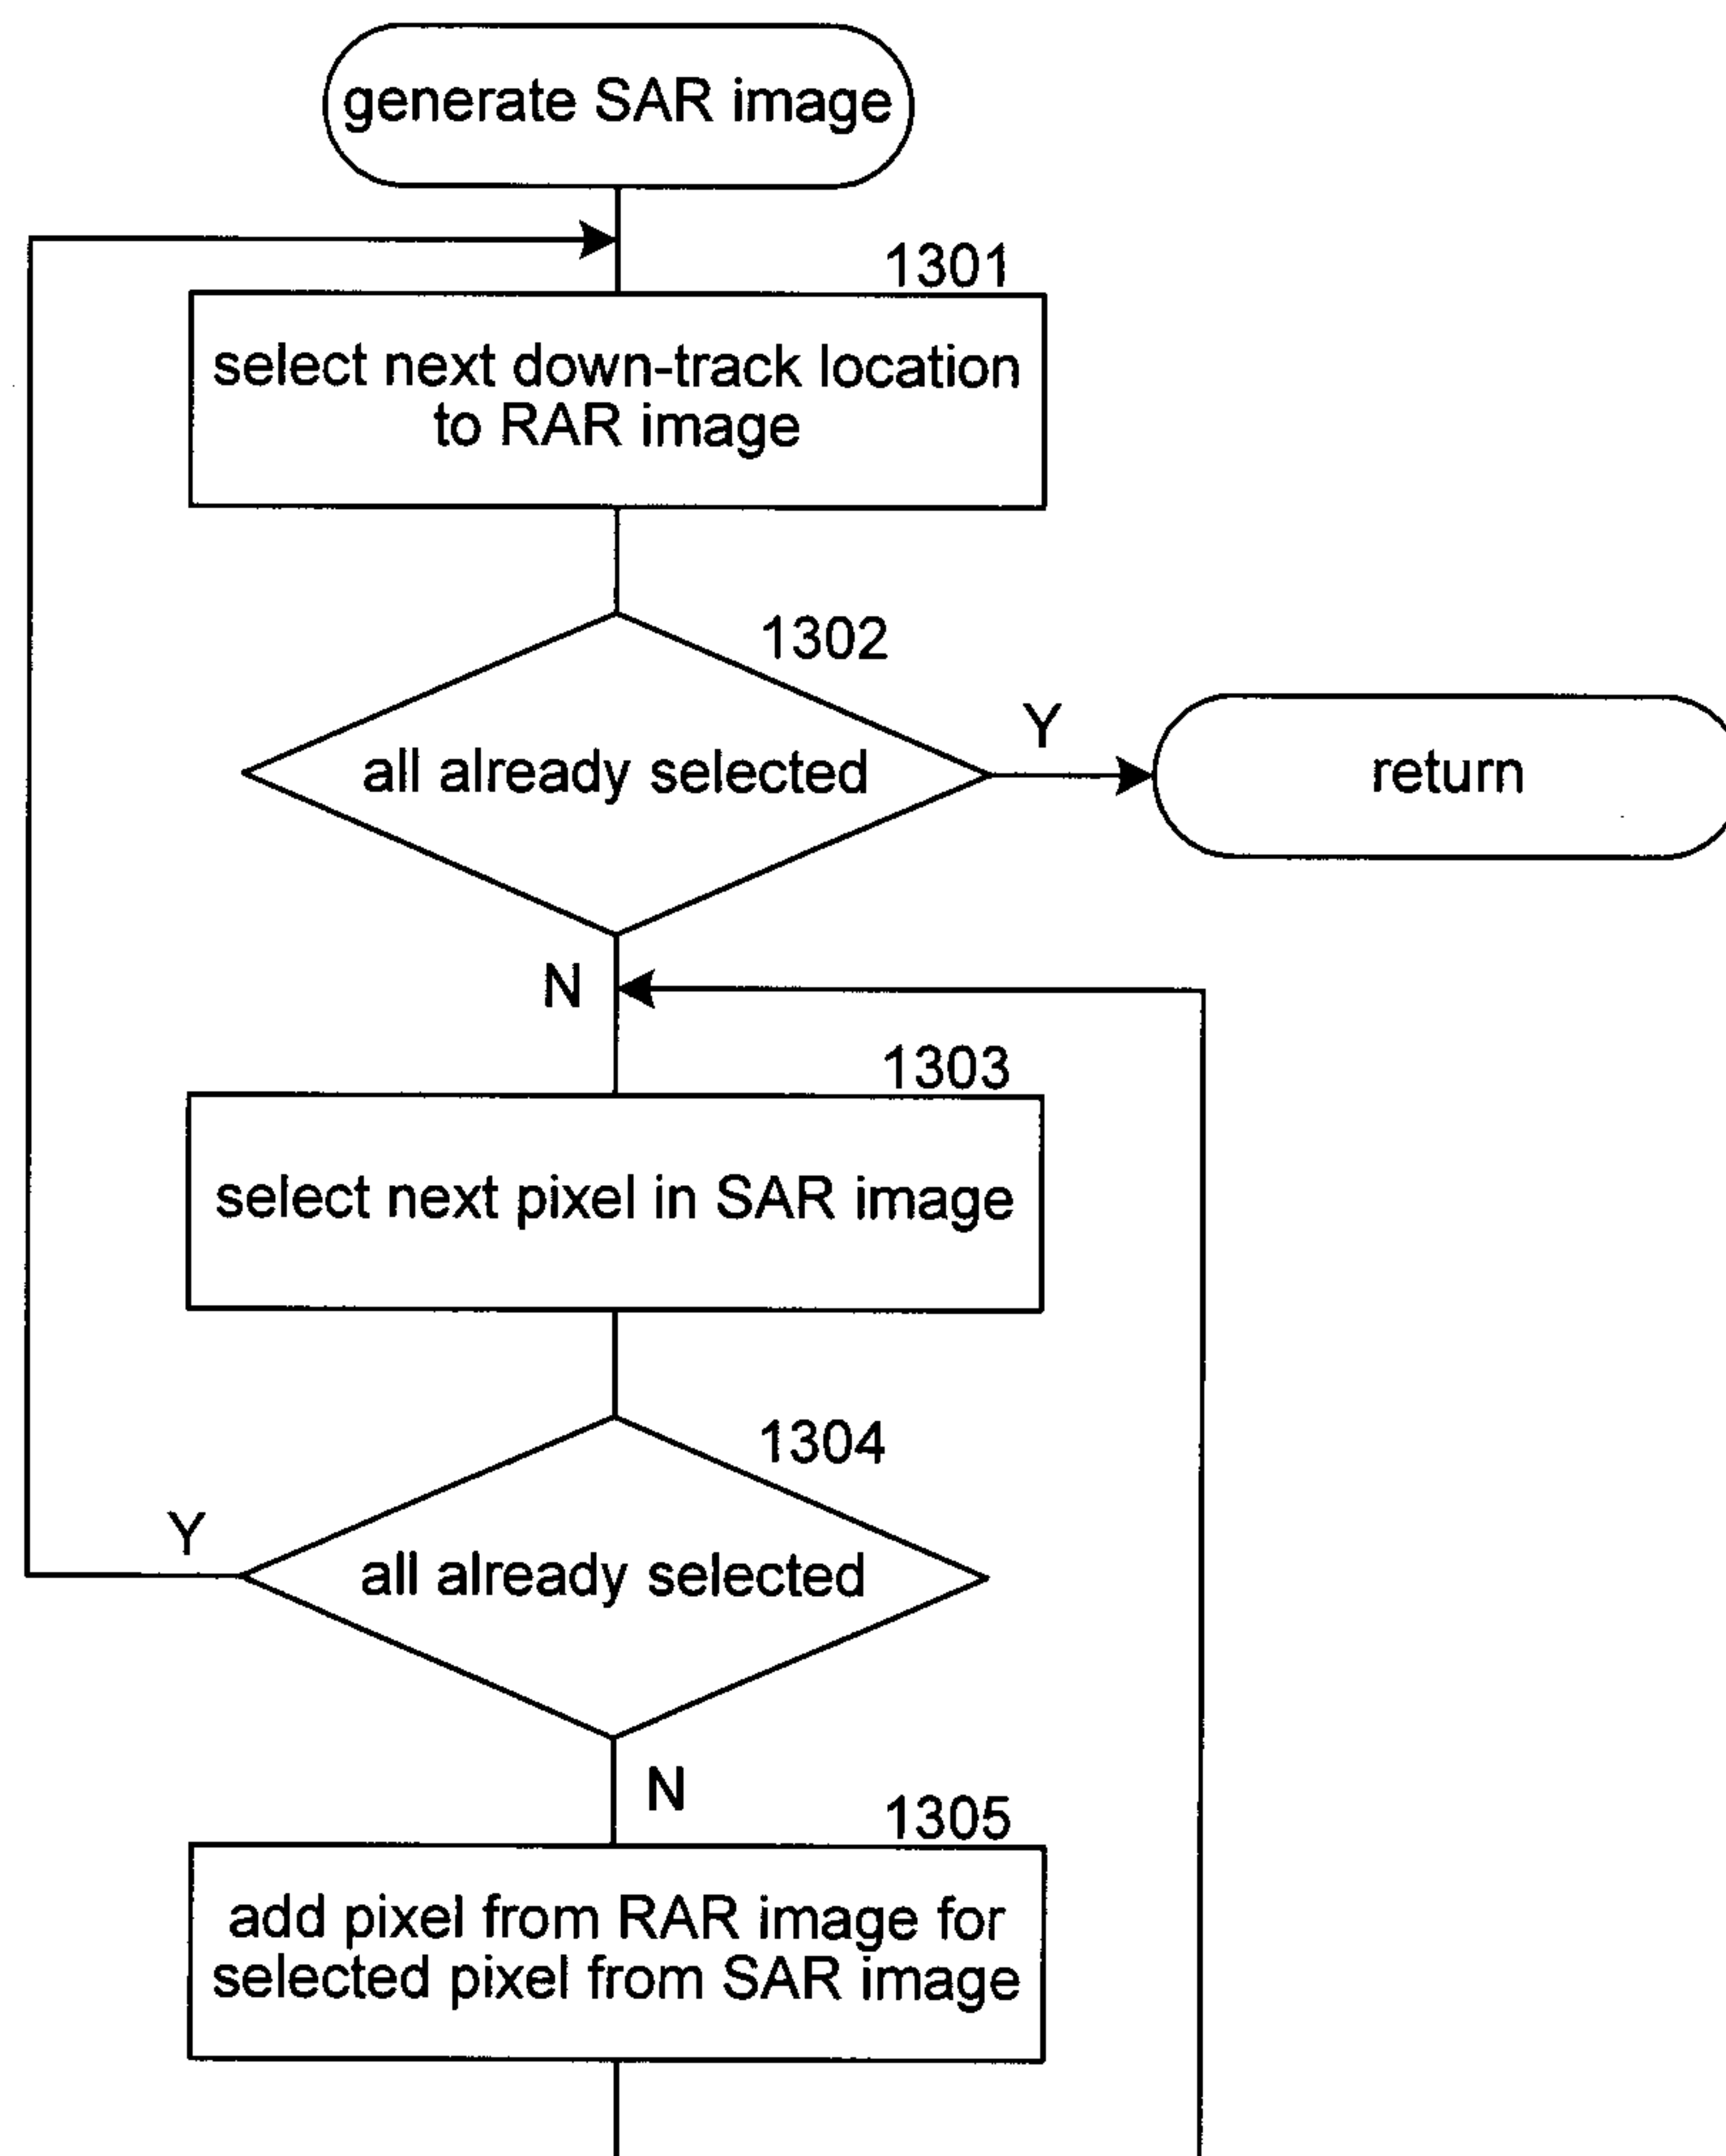 generate SAR image
1301
select next down-track location
to RAR image
1302
all already selected
Y
return
N
1303
select next pixel in SAR image
1304
Y
all already selected
N
1305
add pixel from RAR image for
selected pixel from SAR image